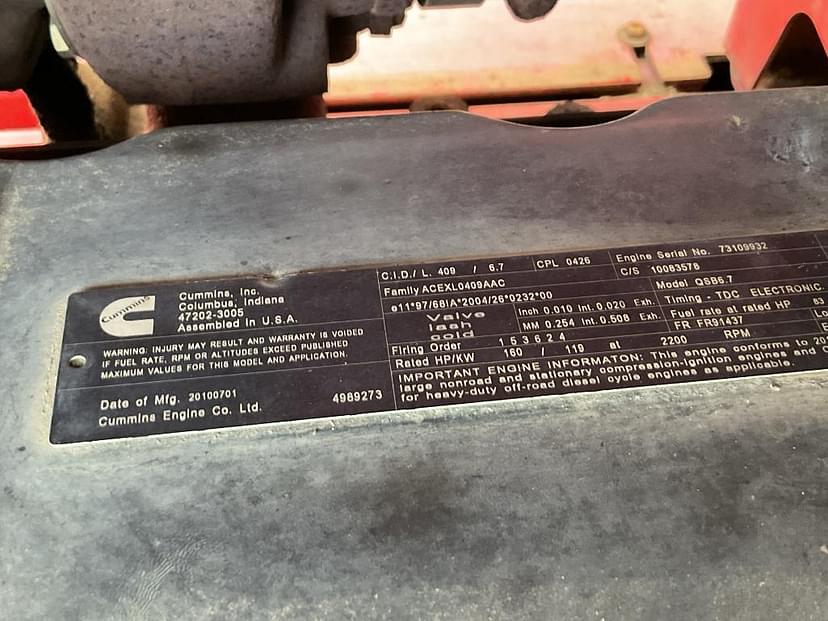 Cummins
Cummins, Inc.
Columbus, Indiana
47202-3005
Assembled in U.S.A.
WARNING: INJURY MAY RESULT AND WARRANTY IS VOIDED
IF FUEL RATE, RPM OR ALTITUDES EXCEED PUBLISHED
MAXIMUM VALUES FOR THIS MODEL AND APPLICATION.
Date of Mfg. 20100701
Cummins Engine Co. Ltd.
4989273
C.I.D./ L. 409 / 6.7 CPL 0426 Engine Serial No. 73109932
Family ACEXL0409AAC C/S 10083578 Model QSB6.7
e11*97/68IA*2004/26*0232*00 Timing - TDC ELECTRONIC
Valve lash cold Inch 0.010 Int. 0.020 Exh. Fuel rate at rated HP 83
MM 0.254 Int. 0.508 Exh. FR FR91437
Firing Order 153624
Rated HP/KW 160 / 119 at 2200 RPM
IMPORTANT ENGINE INFORMATON: This engine conforms to
large nonroad and stationary compression-ignition engines and
for heavy-duty off-road diesel cycle engines as applicable.